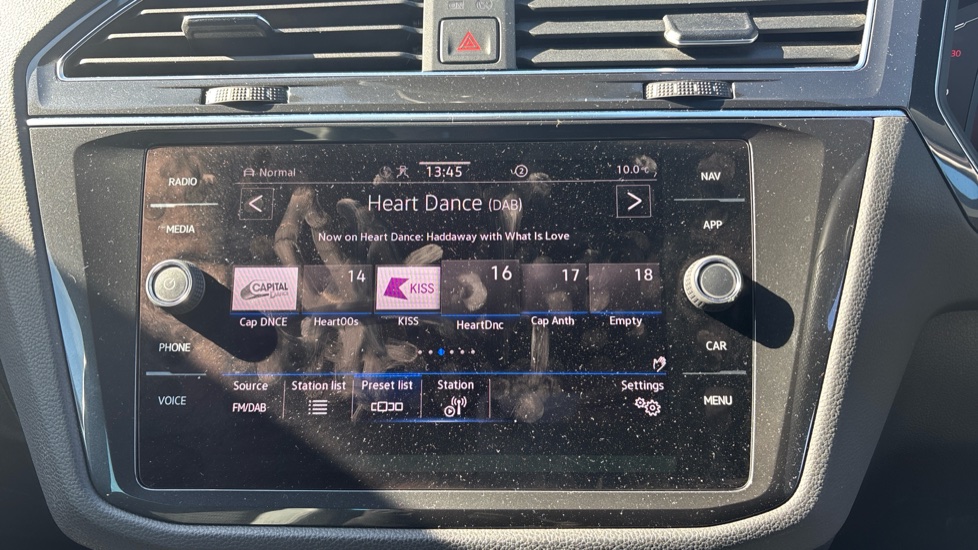 30
RADIO
MEDIA
PHONE
VOICE
Normal 13:45 2 10.0°C
Heart Dance (DAB)
Now on Heart Dance: Haddaway with What Is Love
CAPITAL 14 KISS 16 17 18
Cap DNCE Heart00s KISS HeartDnc Cap Anth Empty
Source Station list Preset list Station Settings
FM/DAB
NAV
APP
CAR
MENU